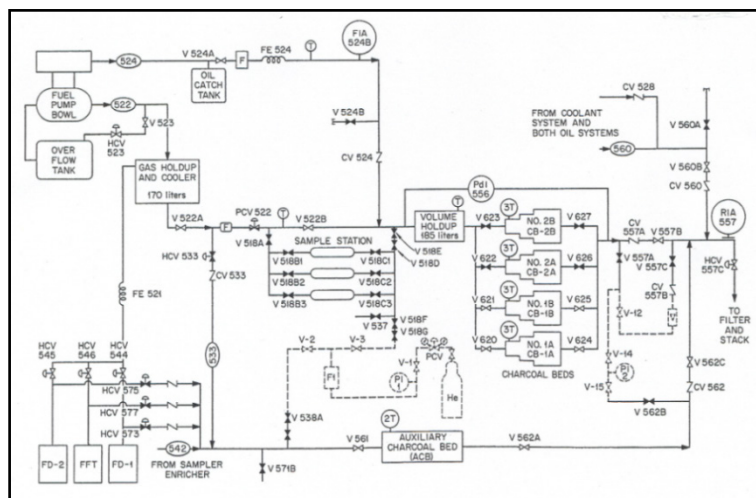 V 524A
FE 524
T
FIA
524B
524
F
OIL
CATCH
TANK
FUEL
PUMP
BOWL
522
V 523
HCV
523
OVER
FLOW
TANK
V 524B
CV 524
CV 528
FROM COOLANT
SYSTEM AND
BOTH OIL SYSTEMS
560
V 560A
V 560B
CV 560
GAS HOLDUP
AND COOLER
170 liters
V 522A
F
PCV 522
T
V 522B
PdI
556
VOLUME
HOLDUP
185 liters
T
V 623
3T
NO. 2B
CB-2B
V 627
CV
557A
V 557B
RIA
557
V 557A
V 557C
HCV
557C
CV
557B
V 518A
SAMPLE STATION
V 518E
V 518D
HCV 533
CV 533
V 518B1
V 518C1
V 518B2
V 518C2
V 518B3
V 518C3
V 622
3T
NO. 2A
CB-2A
V 626
V 621
3T
NO. 1B
CB-1B
V 625
V 620
3T
NO. 1A
CB-1A
V 624
CHARCOAL BEDS
TO
FILTER
AND
STACK
V-12
FE 521
V 537
V 518F
V 518G
V-2
V-3
V-1
PCV
FI
PI
1
He
V-14
PI
2
V-15
V 562C
CV 562
V 562B
HCV
545
HCV
546
HCV
544
HCV 575
HCV 577
HCV 573
533
V 538A
2T
AUXILIARY
CHARCOAL BED
(ACB)
V 561
V 562A
FD-2
FFT
FD-1
542
FROM SAMPLER
ENRICHER
V 571B